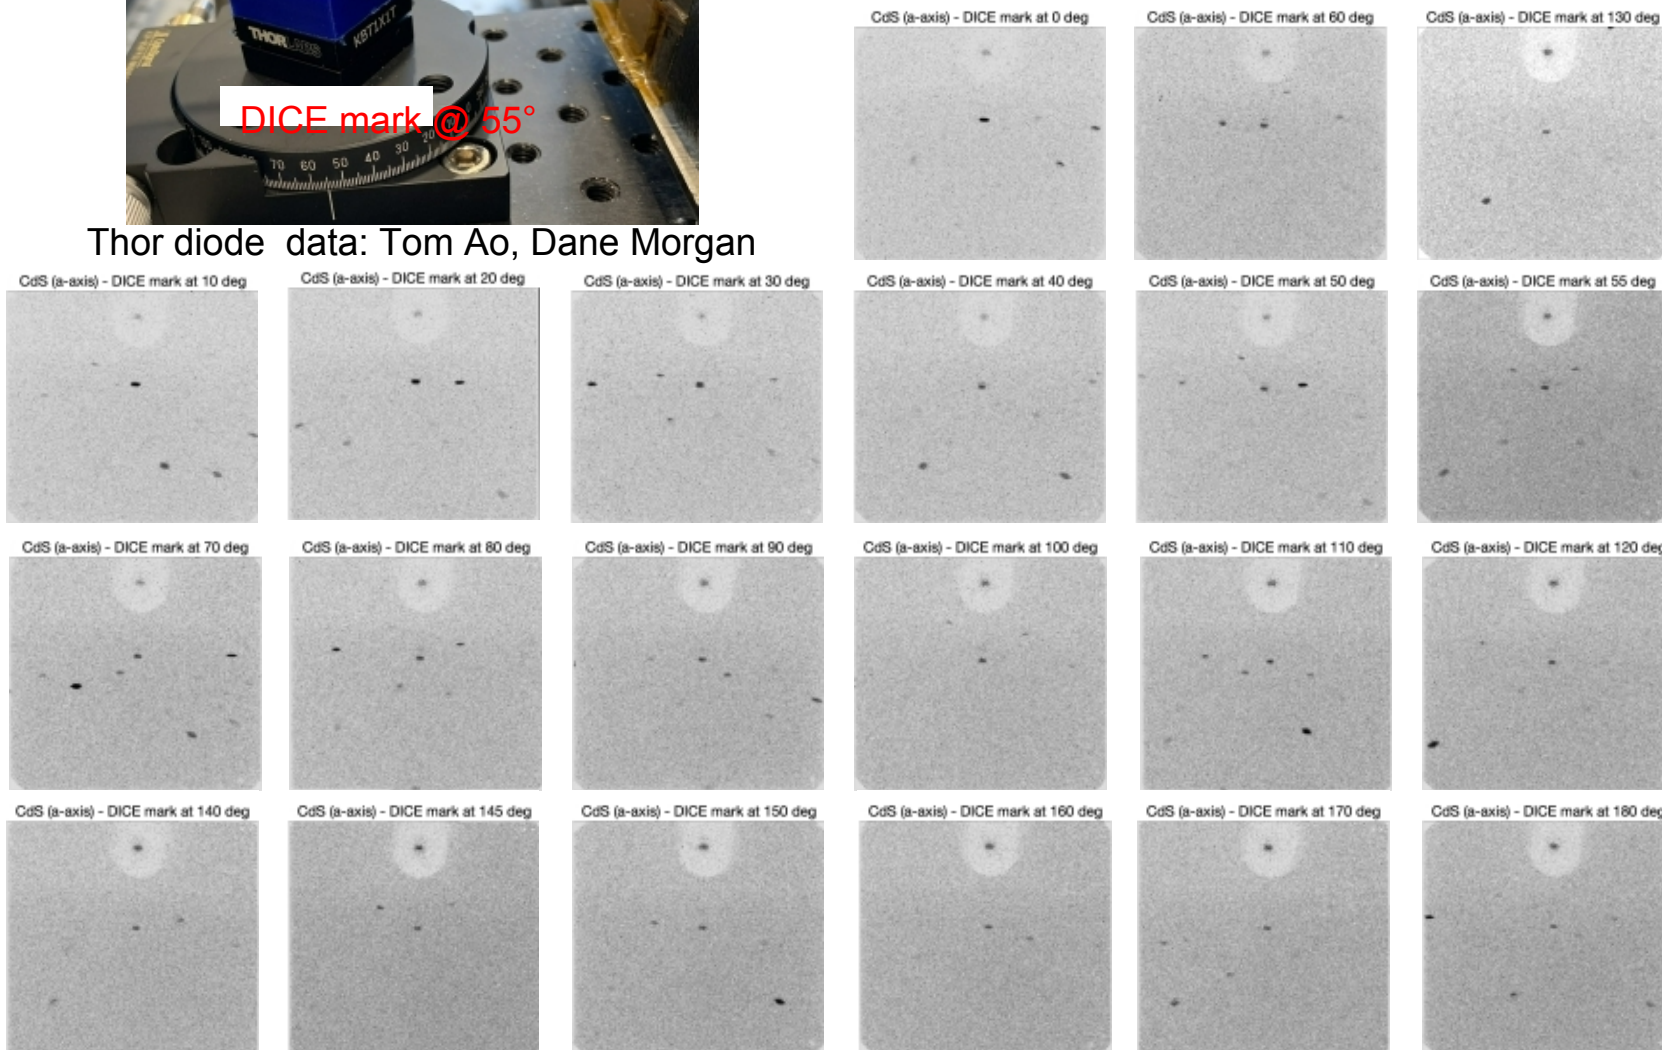 THORLABS
KBT1X1T
DICE mark @ 55°
70 60 50 40 30 20
Thor diode data: Tom Ao, Dane Morgan
CdS (a-axis) - DICE mark at 0 deg
CdS (a-axis) - DICE mark at 60 deg
CdS (a-axis) - DICE mark at 130 deg
CdS (a-axis) - DICE mark at 10 deg
CdS (a-axis) - DICE mark at 20 deg
CdS (a-axis) - DICE mark at 30 deg
CdS (a-axis) - DICE mark at 40 deg
CdS (a-axis) - DICE mark at 50 deg
CdS (a-axis) - DICE mark at 55 deg
CdS (a-axis) - DICE mark at 70 deg
CdS (a-axis) - DICE mark at 80 deg
CdS (a-axis) - DICE mark at 90 deg
CdS (a-axis) - DICE mark at 100 deg
CdS (a-axis) - DICE mark at 110 deg
CdS (a-axis) - DICE mark at 120 deg
CdS (a-axis) - DICE mark at 140 deg
CdS (a-axis) - DICE mark at 145 deg
CdS (a-axis) - DICE mark at 150 deg
CdS (a-axis) - DICE mark at 160 deg
CdS (a-axis) - DICE mark at 170 deg
CdS (a-axis) - DICE mark at 180 deg